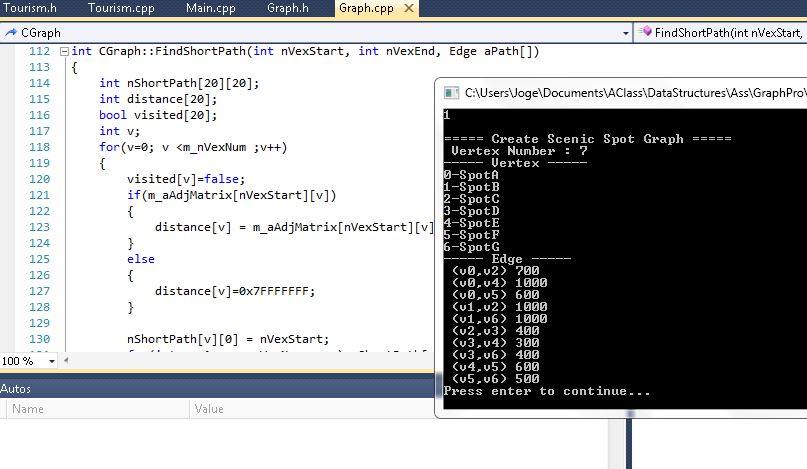 Tourism.h Tourism.cpp Main.cpp Graph.h Graph.cpp
CGraph FindShortPath(int nVexStart,
112 int CGraph::FindShortPath(int nVexStart, int nVexEnd, Edge aPath[])
113 {
114 int nShortPath[20][20];
115 int distance[20];
116 bool visited[20];
117 int v;
118 for(v=0; v <m_nVexNum ;v++)
119 {
120 visited[v]=false;
121 if(m_aAdjMatrix[nVexStart][v])
122 {
123 distance[v] = m_aAdjMatrix[nVexStart][v]
124 }
125 else
126 {
127 distance[v]=0x7FFFFFFF;
128 }
129
130 nShortPath[v][0] = nVexStart;
100 %
Autos
Name Value
C:\Users\Joge\Documents\AClass\DataStructures\Ass\GraphPro\
1
===== Create Scenic Spot Graph =====
Vertex Number : 7
----- Vertex -----
0-SpotA
1-SpotB
2-SpotC
3-SpotD
4-SpotE
5-SpotF
6-SpotG
----- Edge -----
(v0,v2) 700
(v0,v4) 1000
(v0,v5) 600
(v1,v2) 1000
(v1,v6) 1000
(v2,v3) 400
(v3,v4) 300
(v3,v6) 400
(v4,v5) 600
(v5,v6) 500
Press enter to continue...